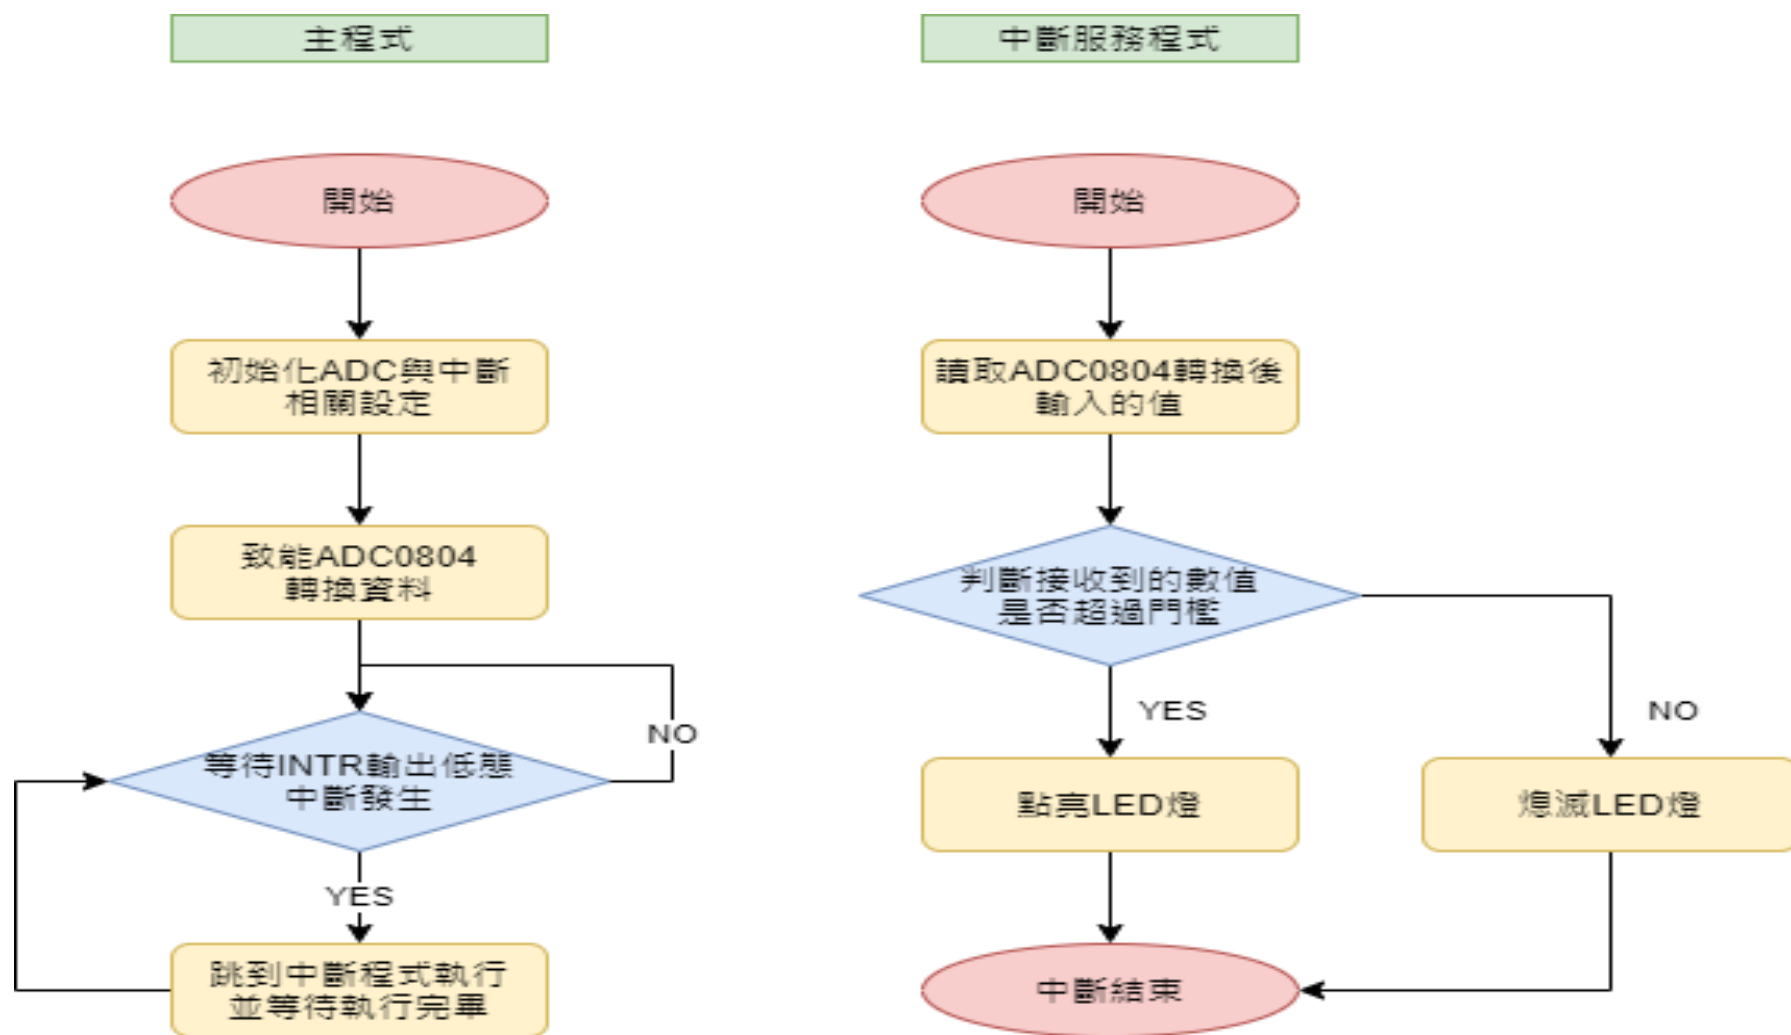 主程式
開始
初始化ADC與中斷
相關設定
致能ADC0804
轉換資料
NO
等待INTR輸出低態
中斷發生
YES
跳到中斷程式執行
並等待執行完畢
中斷服務程式
開始
讀取ADC0804轉換後
輸入的值
判斷接收到的數值
是否超過門檻
YES
NO
點亮LED燈
熄滅LED燈
中斷結束